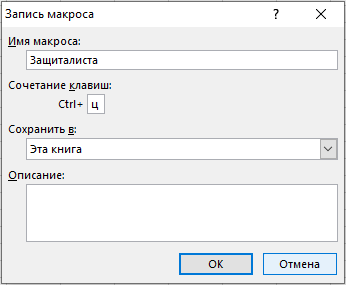 Запись макроса
Имя макроса:
Защиталиста
Сочетание клавиш:
Ctrl+ ц
Сохранить в:
Эта книга
Описание:
OK Отмена